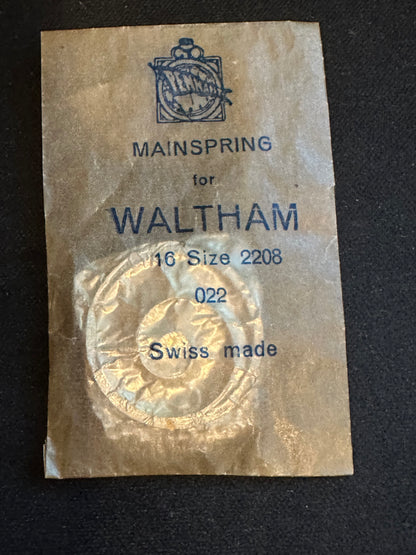 MAINSPRING
for
WALTHAM
16 Size 2208
022
Swiss made